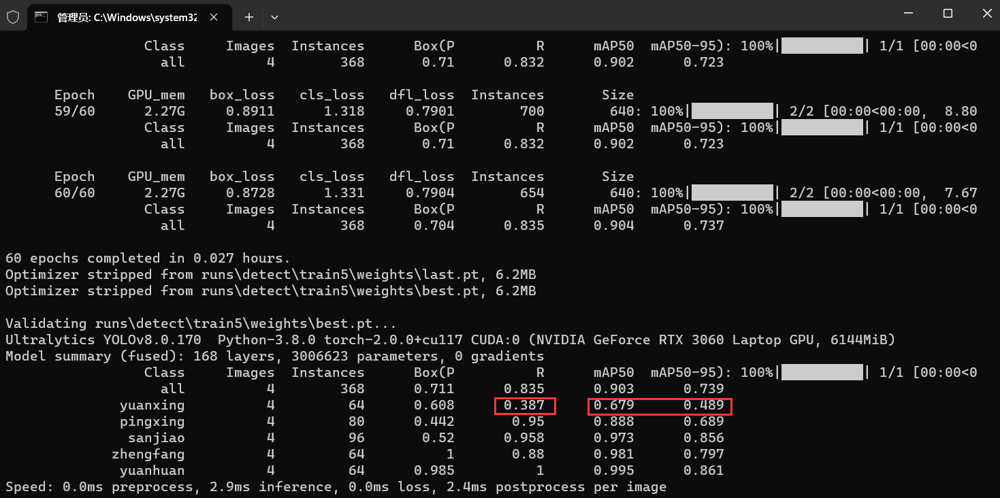 管理员: C:\Windows\system32
Class Images Instances Box(P R mAP50 mAP50-95): 100%| | 1/1 [00:00<0
all 4 368 0.71 0.832 0.902 0.723
Epoch GPU_mem box_loss cls_loss dfl_loss Instances Size
59/60 2.27G 0.8911 1.318 0.7901 700 640: 100%| | 2/2 [00:00<00:00, 8.80
Class Images Instances Box(P R mAP50 mAP50-95): 100%| | 1/1 [00:00<0
all 4 368 0.71 0.832 0.902 0.723
Epoch GPU_mem box_loss cls_loss dfl_loss Instances Size
60/60 2.27G 0.8728 1.331 0.7904 654 640: 100%| | 2/2 [00:00<00:00, 7.67
Class Images Instances Box(P R mAP50 mAP50-95): 100%| | 1/1 [00:00<0
all 4 368 0.704 0.835 0.904 0.737
60 epochs completed in 0.027 hours.
Optimizer stripped from runs\detect\train5\weights\last.pt, 6.2MB
Optimizer stripped from runs\detect\train5\weights\best.pt, 6.2MB
Validating runs\detect\train5\weights\best.pt...
Ultralytics YOLOv8.0.170 Python-3.8.0 torch-2.0.0+cu117 CUDA:0 (NVIDIA GeForce RTX 3060 Laptop GPU, 6144MiB)
Model summary (fused): 168 layers, 3006623 parameters, 0 gradients
Class Images Instances Box(P R mAP50 mAP50-95): 100%| | 1/1 [00:00<0
all 4 368 0.711 0.835 0.903 0.739
yuanxing 4 64 0.608 0.387 0.679 0.489
pingxing 4 80 0.442 0.95 0.888 0.689
sanjiao 4 96 0.52 0.958 0.973 0.856
zhengfang 4 64 1 0.88 0.981 0.797
yuanhuan 4 64 0.985 1 0.995 0.861
Speed: 0.0ms preprocess, 2.9ms inference, 0.0ms loss, 2.4ms postprocess per image